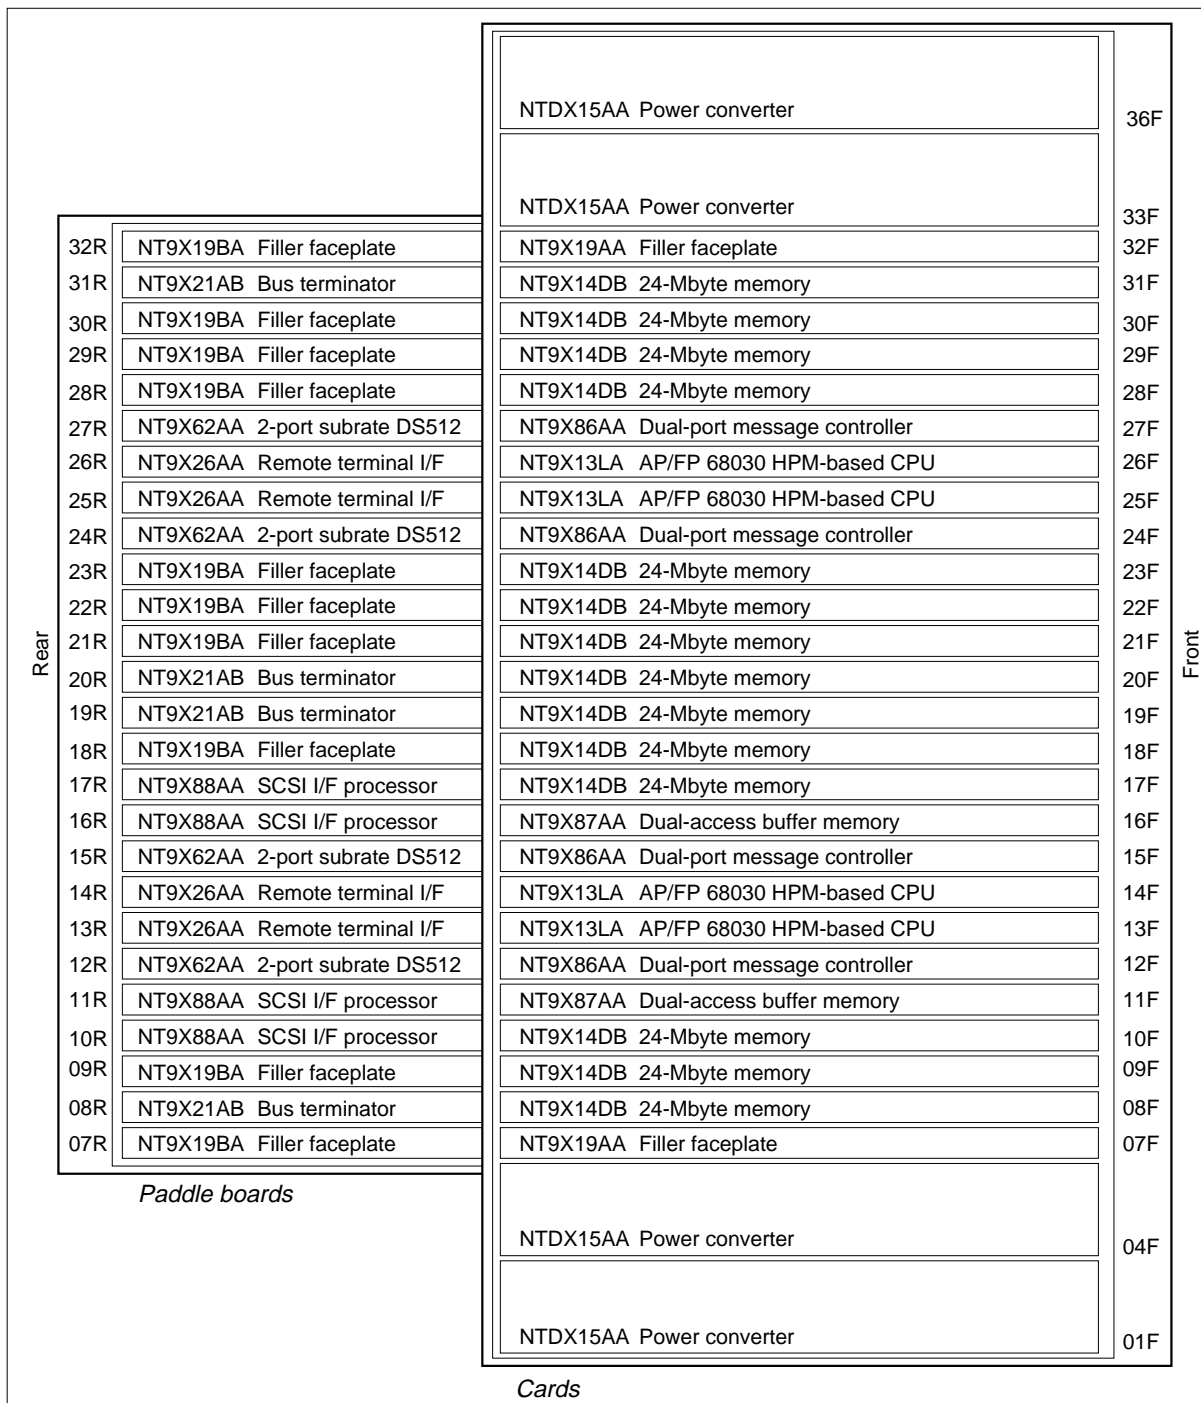 NTDX15AA Power converter 36F
NTDX15AA Power converter 33F
32R NT9X19BA Filler faceplate NT9X19AA Filler faceplate 32F
31R NT9X21AB Bus terminator NT9X14DB 24-Mbyte memory 31F
30R NT9X19BA Filler faceplate NT9X14DB 24-Mbyte memory 30F
29R NT9X19BA Filler faceplate NT9X14DB 24-Mbyte memory 29F
28R NT9X19BA Filler faceplate NT9X14DB 24-Mbyte memory 28F
27R NT9X62AA 2-port subrate DS512 NT9X86AA Dual-port message controller 27F
26R NT9X26AA Remote terminal I/F NT9X13LA AP/FP 68030 HPM-based CPU 26F
25R NT9X26AA Remote terminal I/F NT9X13LA AP/FP 68030 HPM-based CPU 25F
24R NT9X62AA 2-port subrate DS512 NT9X86AA Dual-port message controller 24F
23R NT9X19BA Filler faceplate NT9X14DB 24-Mbyte memory 23F
22R NT9X19BA Filler faceplate NT9X14DB 24-Mbyte memory 22F
Rear
21R NT9X19BA Filler faceplate NT9X14DB 24-Mbyte memory 21F
Front
20R NT9X21AB Bus terminator NT9X14DB 24-Mbyte memory 20F
19R NT9X21AB Bus terminator NT9X14DB 24-Mbyte memory 19F
18R NT9X19BA Filler faceplate NT9X14DB 24-Mbyte memory 18F
17R NT9X88AA SCSI I/F processor NT9X14DB 24-Mbyte memory 17F
16R NT9X88AA SCSI I/F processor NT9X87AA Dual-access buffer memory 16F
15R NT9X62AA 2-port subrate DS512 NT9X86AA Dual-port message controller 15F
14R NT9X26AA Remote terminal I/F NT9X13LA AP/FP 68030 HPM-based CPU 14F
13R NT9X26AA Remote terminal I/F NT9X13LA AP/FP 68030 HPM-based CPU 13F
12R NT9X62AA 2-port subrate DS512 NT9X86AA Dual-port message controller 12F
11R NT9X88AA SCSI I/F processor NT9X87AA Dual-access buffer memory 11F
10R NT9X88AA SCSI I/F processor NT9X14DB 24-Mbyte memory 10F
09R NT9X19BA Filler faceplate NT9X14DB 24-Mbyte memory 09F
08R NT9X21AB Bus terminator NT9X14DB 24-Mbyte memory 08F
07R NT9X19BA Filler faceplate NT9X19AA Filler faceplate 07F
Paddle boards
NTDX15AA Power converter 04F
NTDX15AA Power converter 01F
Cards